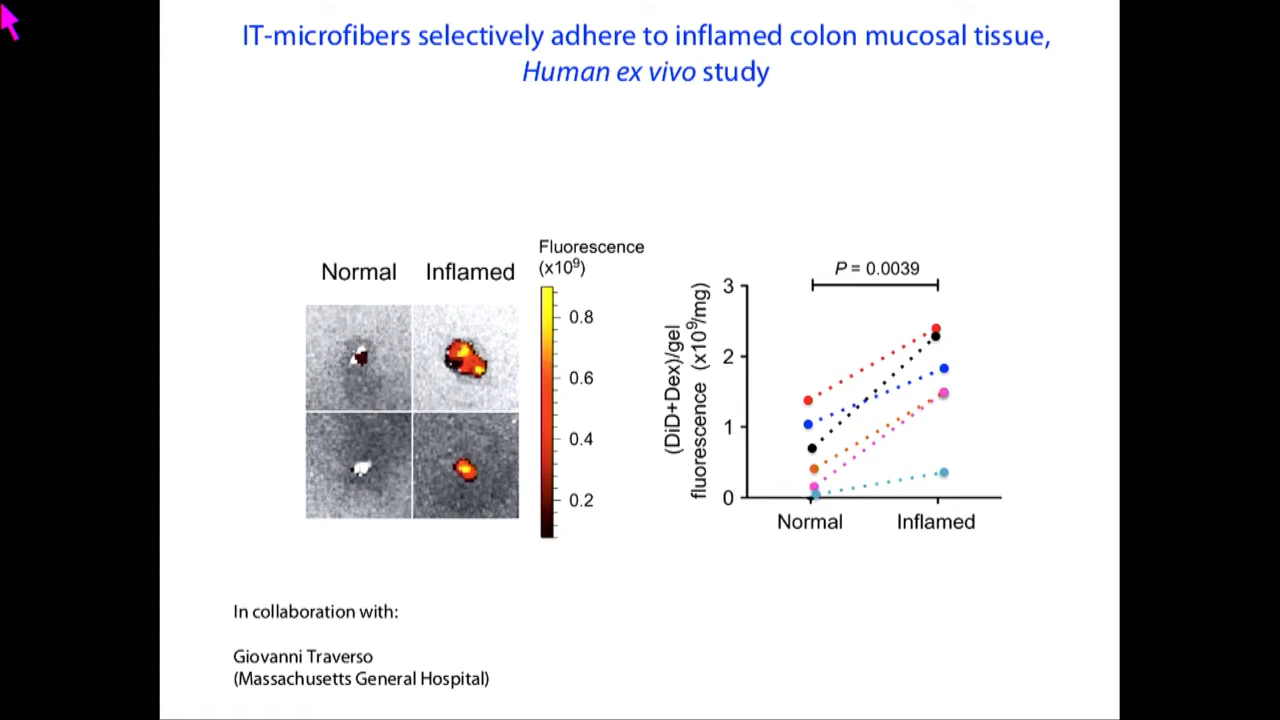 IT-microfibers selectively adhere to inflamed colon mucosal tissue,
Human ex vivo study
Normal
Inflamed
Fluorescence
(x10⁹)
0.8
0.6
0.4
0.2
P = 0.0039
(DiD+Dex)/gel
fluorescence (x10⁹/mg)
3
2
1
0
Normal
Inflamed
In collaboration with:
Giovanni Traverso
(Massachusetts General Hospital)